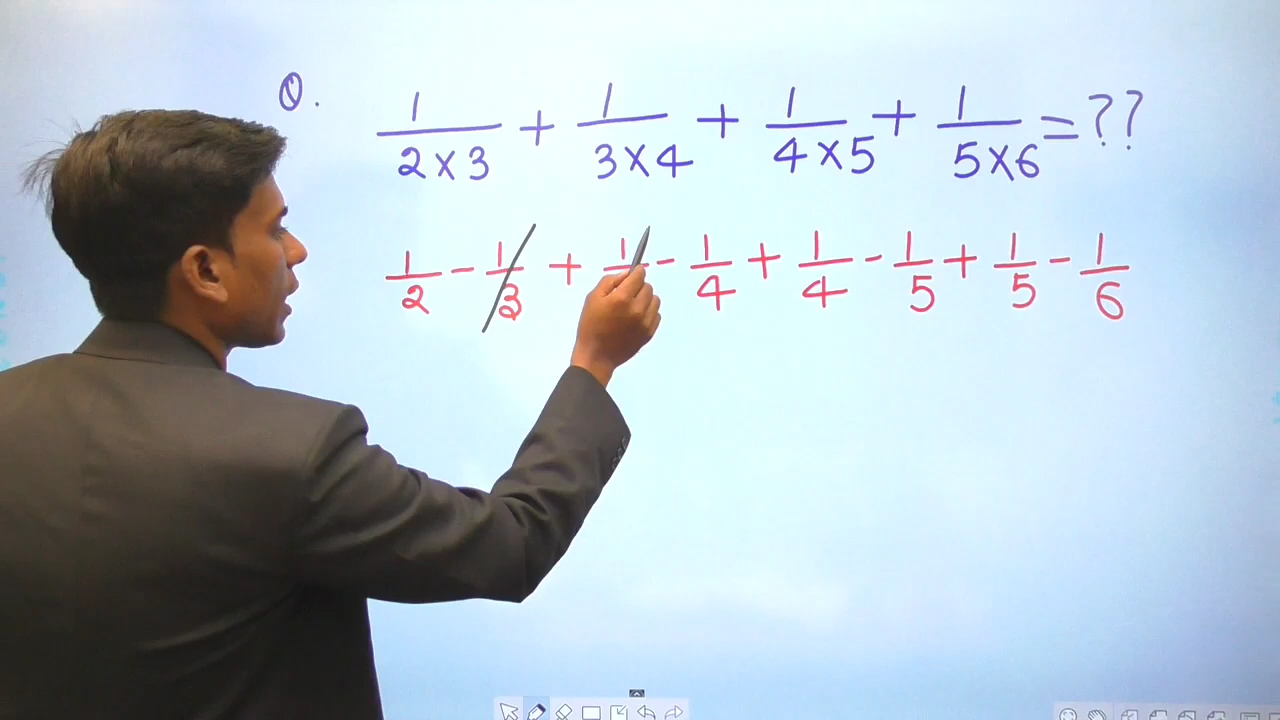 Q. 1/2×3 + 1/3×4 + 1/4×5 + 1/5×6 = ??
1/2 - 1/3 + 1/ - 1/4 + 1/4 - 1/5 + 1/5 - 1/6